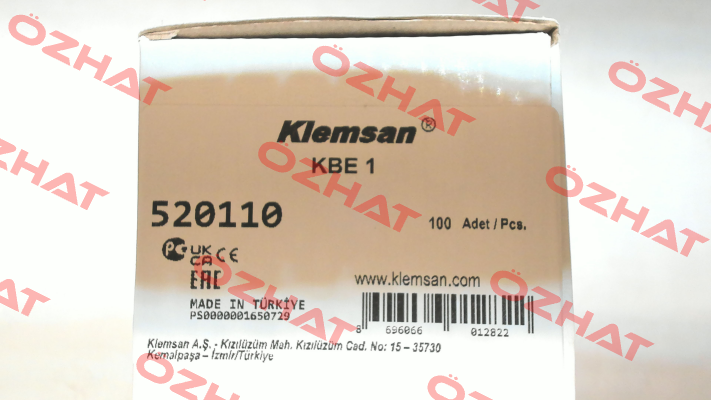 Klemsan®
KBE 1
520110
100 Adet / Pcs.
PC UK CA CE
EAC
www.klemsan.com
MADE IN TÜRKİYE
PS0000001650729
8 696066 012822
Klemsan A.Ş. - Kızılüzüm Mah. Kızılüzüm Cad. No: 15 – 35730
Kemalpaşa – İzmir/Türkiye
ÖZHAT
ÖZHAT
ÖZHAT
ÖZHAT
ÖZHAT
ÖZHAT
ÖZHAT
ÖZHAT
ÖZHAT